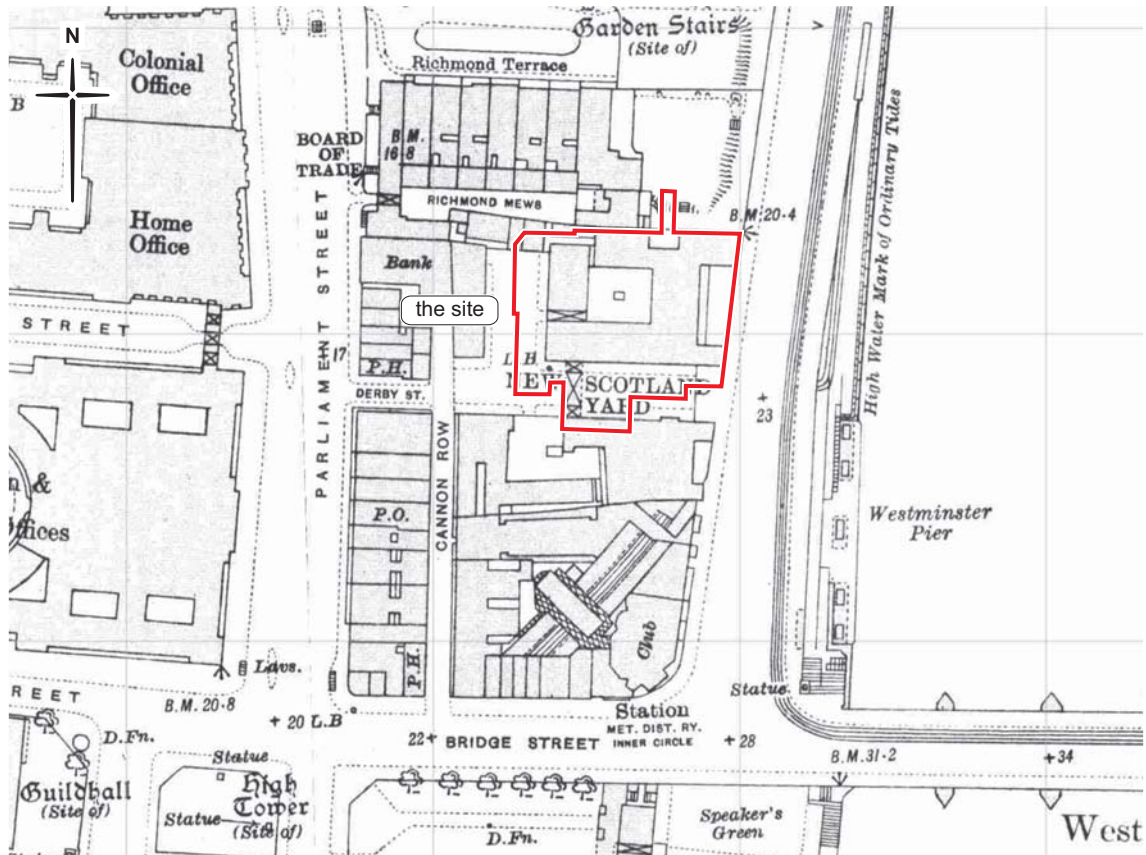 N
Colonial
Office
B
Garden Stairs
(Site of)
Richmond Terrace
BOARD
OF
TRADE
B.M.
16·8
RICHMOND MEWS
Home
Office
High Water Mark of Ordinary Tides
B.M.20·4
Bank
the site
PARLIAMENT STREET
STREET
17
P.H.
L B
NEW SCOTLAND
YARD
DERBY ST.
23
CANNON ROW
P.O.
n &
ffices
Westminster
Pier
Club
P.H.
Lavs.
REET
B.M. 20·8
20 L.B
Statue
Station
MET. DIST. RY.
INNER CIRCLE
22
BRIDGE STREET
28
B.M.31·2
34
D.Fn.
Guildhall
(Site of)
Statue
High
Tower
(Site of)
Statue
D.Fn.
Speaker's
Green
West
Statue